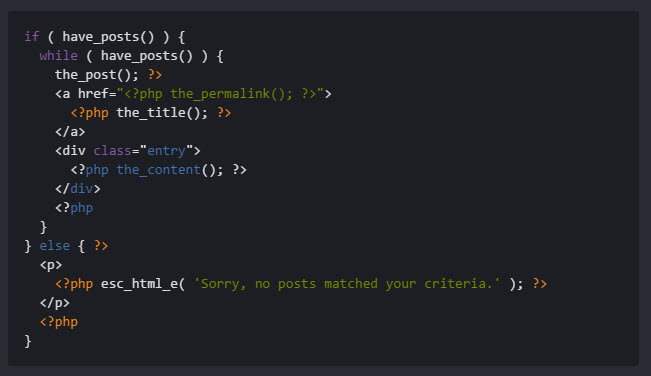 if ( have_posts() ) {
  while ( have_posts() ) {
    the_post(); ?>
    <a href="<?php the_permalink(); ?>">
      <?php the_title(); ?>
    </a>
    <div class="entry">
      <?php the_content(); ?>
    </div>
    <?php
  }
} else { ?>
  <p>
    <?php esc_html_e( 'Sorry, no posts matched your criteria.' ); ?>
  </p>
  <?php
}